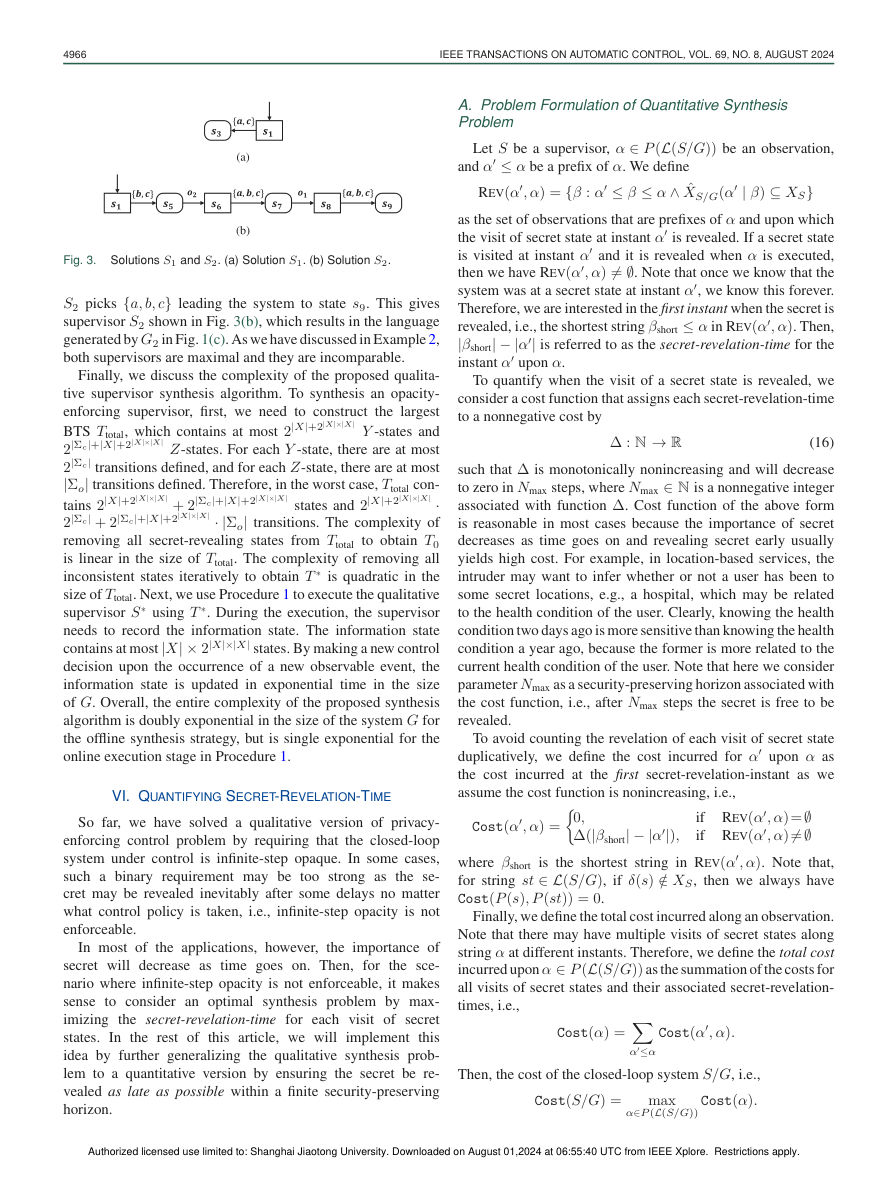 4966 IEEE TRANSACTIONS ON AUTOMATIC CONTROL, VOL. 69, NO. 8, AUGUST 2024
s₃ {a,c} s₁
(a)
s₁ {b,c} s₅ o₂ s₆ {a,b,c} s₇ o₁ s₈ {a,b,c} s₉
(b)
Fig. 3. Solutions S₁ and S₂. (a) Solution S₁. (b) Solution S₂.
S₂ picks {a, b, c} leading the system to state s₉. This gives
supervisor S₂ shown in Fig. 3(b), which results in the language
generated by G₂ in Fig. 1(c). As we have discussed in Example 2,
both supervisors are maximal and they are incomparable.
Finally, we discuss the complexity of the proposed qualita-
tive supervisor synthesis algorithm. To synthesis an opacity-
enforcing supervisor, first, we need to construct the largest
BTS T_total, which contains at most 2^{|X|+2^{|X|×|X|}} Y-states and
2^{|Σ_c|+|X|+2^{|X|×|X|}} Z-states. For each Y-state, there are at most
2^{|Σ_c|} transitions defined, and for each Z-state, there are at most
|Σ_o| transitions defined. Therefore, in the worst case, T_total con-
tains 2^{|X|+2^{|X|×|X|}} + 2^{|Σ_c|+|X|+2^{|X|×|X|}} states and 2^{|X|+2^{|X|×|X|}} ·
2^{|Σ_c|} + 2^{|Σ_c|+|X|+2^{|X|×|X|}} · |Σ_o| transitions. The complexity of
removing all secret-revealing states from T_total to obtain T₀
is linear in the size of T_total. The complexity of removing all
inconsistent states iteratively to obtain T* is quadratic in the
size of T_total. Next, we use Procedure 1 to execute the qualitative
supervisor S* using T*. During the execution, the supervisor
needs to record the information state. The information state
contains at most |X| × 2^{|X|×|X|} states. By making a new control
decision upon the occurrence of a new observable event, the
information state is updated in exponential time in the size
of G. Overall, the entire complexity of the proposed synthesis
algorithm is doubly exponential in the size of the system G for
the offline synthesis strategy, but is single exponential for the
online execution stage in Procedure 1.
VI. QUANTIFYING SECRET-REVELATION-TIME
So far, we have solved a qualitative version of privacy-
enforcing control problem by requiring that the closed-loop
system under control is infinite-step opaque. In some cases,
such a binary requirement may be too strong as the se-
cret may be revealed inevitably after some delays no matter
what control policy is taken, i.e., infinite-step opacity is not
enforceable.
In most of the applications, however, the importance of
secret will decrease as time goes on. Then, for the sce-
nario where infinite-step opacity is not enforceable, it makes
sense to consider an optimal synthesis problem by max-
imizing the secret-revelation-time for each visit of secret
states. In the rest of this article, we will implement this
idea by further generalizing the qualitative synthesis prob-
lem to a quantitative version by ensuring the secret be re-
vealed as late as possible within a finite security-preserving
horizon.
A. Problem Formulation of Quantitative Synthesis
Problem
Let S be a supervisor, α ∈ P(L(S/G)) be an observation,
and α′ ≤ α be a prefix of α. We define
REV(α′, α) = {β : α′ ≤ β ≤ α ∧ X̂_{S/G}(α′ | β) ⊆ X_S}
as the set of observations that are prefixes of α and upon which
the visit of secret state at instant α′ is revealed. If a secret state
is visited at instant α′ and it is revealed when α is executed,
then we have REV(α′, α) ≠ ∅. Note that once we know that the
system was at a secret state at instant α′, we know this forever.
Therefore, we are interested in the first instant when the secret is
revealed, i.e., the shortest string β_short ≤ α in REV(α′, α). Then,
|β_short| − |α′| is referred to as the secret-revelation-time for the
instant α′ upon α.
To quantify when the visit of a secret state is revealed, we
consider a cost function that assigns each secret-revelation-time
to a nonnegative cost by
Δ : ℕ → ℝ (16)
such that Δ is monotonically nonincreasing and will decrease
to zero in N_max steps, where N_max ∈ ℕ is a nonnegative integer
associated with function Δ. Cost function of the above form
is reasonable in most cases because the importance of secret
decreases as time goes on and revealing secret early usually
yields high cost. For example, in location-based services, the
intruder may want to infer whether or not a user has been to
some secret locations, e.g., a hospital, which may be related
to the health condition of the user. Clearly, knowing the health
condition two days ago is more sensitive than knowing the health
condition a year ago, because the former is more related to the
current health condition of the user. Note that here we consider
parameter N_max as a security-preserving horizon associated with
the cost function, i.e., after N_max steps the secret is free to be
revealed.
To avoid counting the revelation of each visit of secret state
duplicatively, we define the cost incurred for α′ upon α as
the cost incurred at the first secret-revelation-instant as we
assume the cost function is nonincreasing, i.e.,
Cost(α′, α) = { 0, if REV(α′, α) = ∅
Δ(|β_short| − |α′|), if REV(α′, α) ≠ ∅
where β_short is the shortest string in REV(α′, α). Note that,
for string st ∈ L(S/G), if δ(s) ∉ X_S, then we always have
Cost(P(s), P(st)) = 0.
Finally, we define the total cost incurred along an observation.
Note that there may have multiple visits of secret states along
string α at different instants. Therefore, we define the total cost
incurred upon α ∈ P(L(S/G)) as the summation of the costs for
all visits of secret states and their associated secret-revelation-
times, i.e.,
Cost(α) = ∑_{α′≤α} Cost(α′, α).
Then, the cost of the closed-loop system S/G, i.e.,
Cost(S/G) = max_{α∈P(L(S/G))} Cost(α).
Authorized licensed use limited to: Shanghai Jiaotong University. Downloaded on August 01,2024 at 06:55:40 UTC from IEEE Xplore. Restrictions apply.